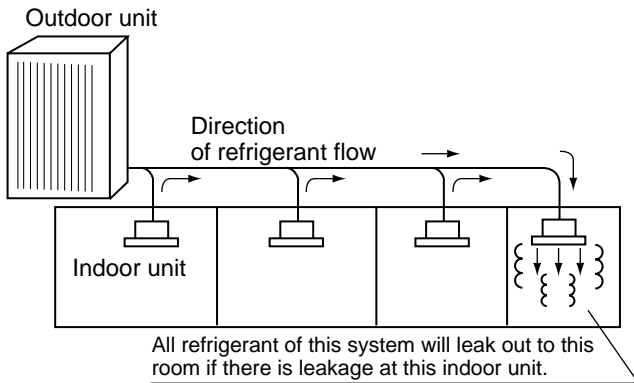 Outdoor unit
Direction
of refrigerant flow
Indoor unit
All refrigerant of this system will leak out to this
room if there is leakage at this indoor unit.